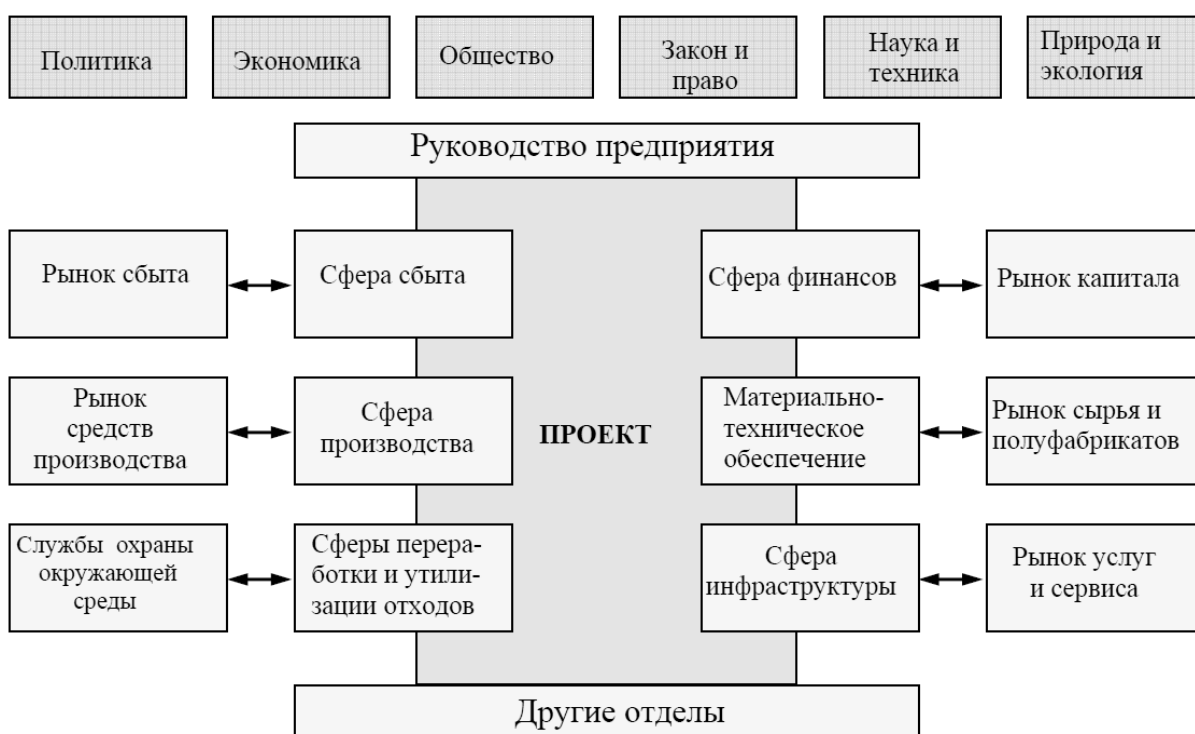 Политика
Экономика
Общество
Закон и
право
Наука и
техника
Природа и
экология
Руководство предприятия
Рынок сбыта
Сфера сбыта
Сфера финансов
Рынок капитала
Рынок
средств
производства
Сфера
производства
ПРОЕКТ
Материально-
техническое
обеспечение
Рынок сырья и
полуфабрикатов
Службы охраны
окружающей
среды
Сферы перера-
ботки и утили-
зации отходов
Сфера
инфраструктуры
Рынок услуг
и сервиса
Другие отделы